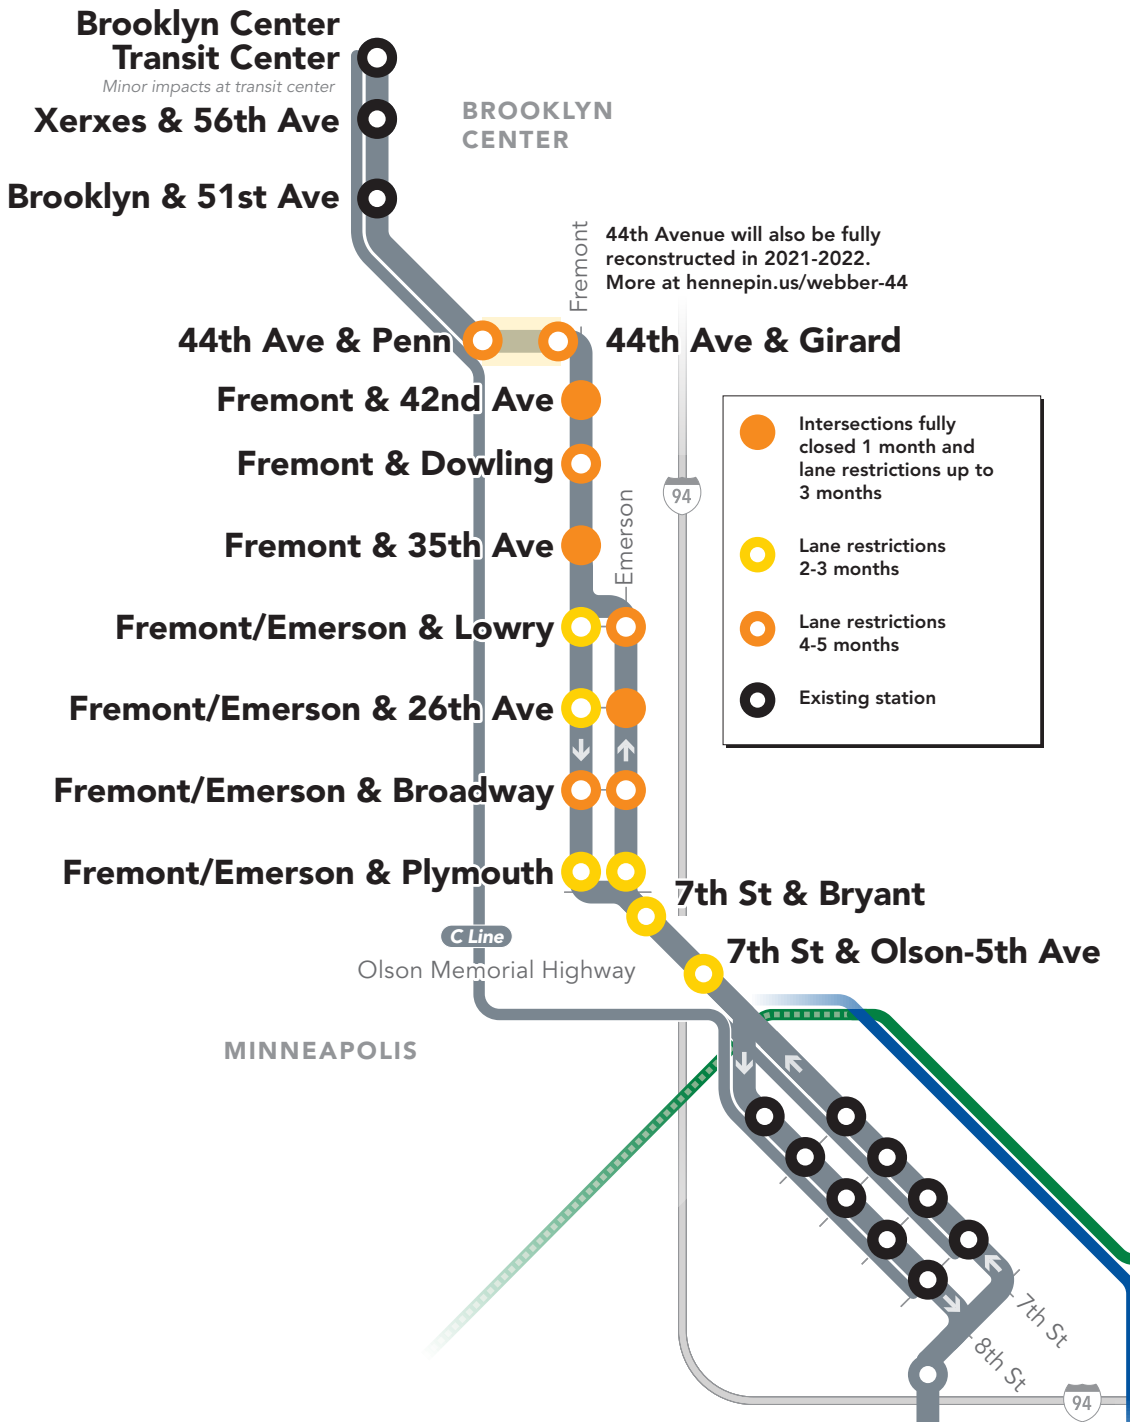 Brooklyn Center
Transit Center
Minor impacts at transit center
Xerxes & 56th Ave
BROOKLYN
CENTER
Brooklyn & 51st Ave
Fremont
44th Avenue will also be fully
reconstructed in 2021-2022.
More at hennepin.us/webber-44
44th Ave & Penn
44th Ave & Girard
Fremont & 42nd Ave
Fremont & Dowling
94
Emerson
Fremont & 35th Ave
Fremont/Emerson & Lowry
Fremont/Emerson & 26th Ave
Fremont/Emerson & Broadway
Fremont/Emerson & Plymouth
Intersections fully
closed 1 month and
lane restrictions up to
3 months
Lane restrictions
2-3 months
Lane restrictions
4-5 months
Existing station
7th St & Bryant
C Line
7th St & Olson-5th Ave
Olson Memorial Highway
MINNEAPOLIS
7th St
8th St
94